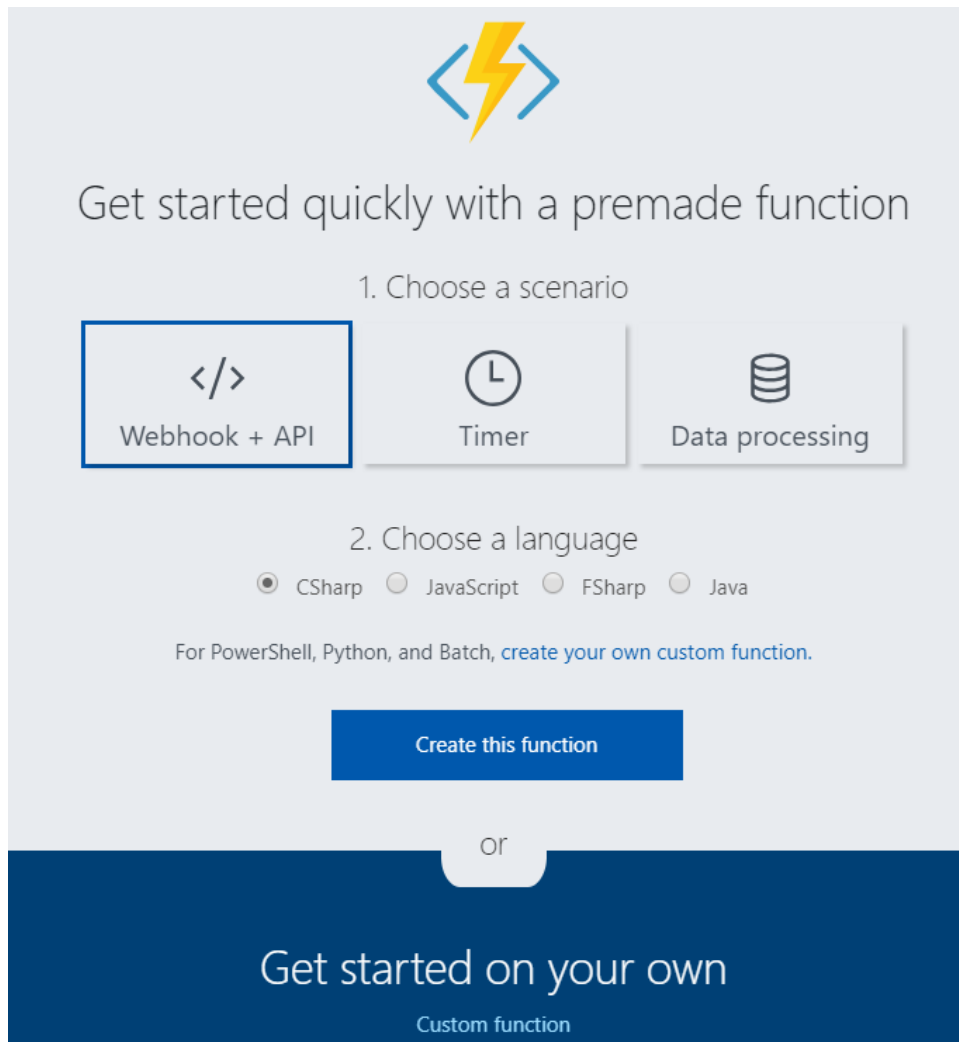 Get started quickly with a premade function
1. Choose a scenario
Webhook + API
Timer
Data processing
2. Choose a language
CSharp JavaScript FSharp Java
For PowerShell, Python, and Batch, create your own custom function.
Create this function
or
Get started on your own
Custom function